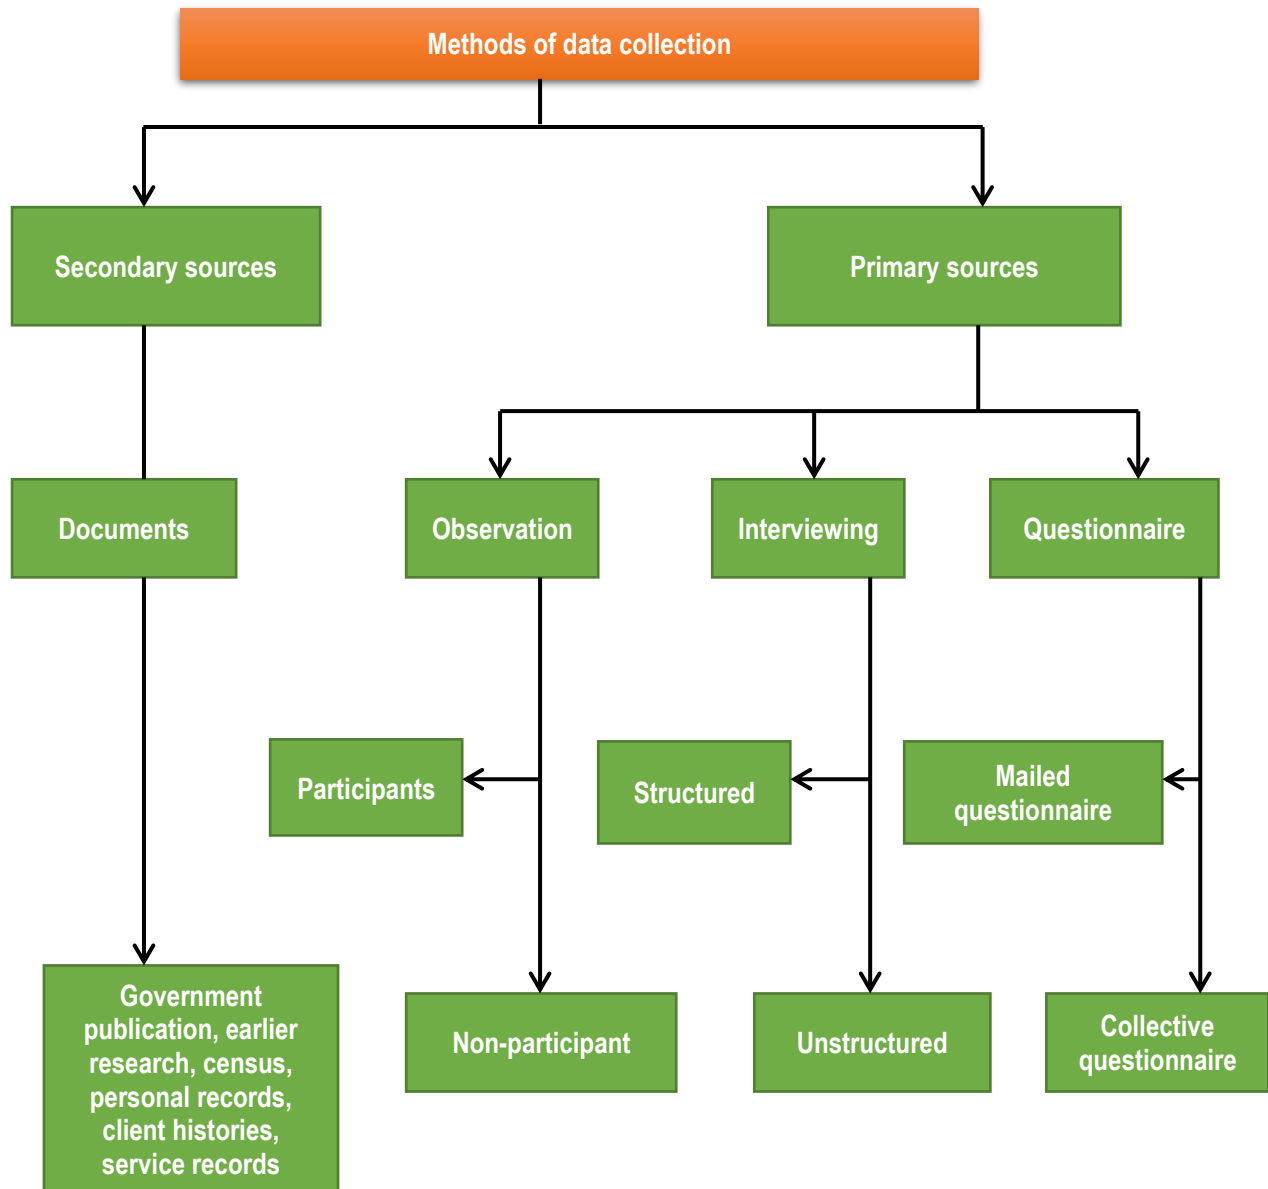 Methods of data collection
Secondary sources
Primary sources
Documents
Observation
Interviewing
Questionnaire
Participants
Structured
Mailed
questionnaire
Government
publication, earlier
research, census,
personal records,
client histories,
service records
Non-participant
Unstructured
Collective
questionnaire